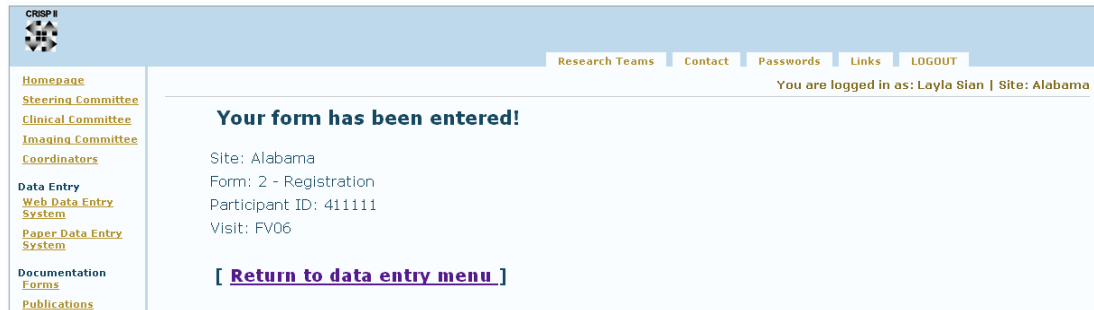 CRISP II
Research Teams
Contact
Passwords
Links
LOGOUT
You are logged in as: Layla Sian | Site: Alabama
Homepage
Steering Committee
Clinical Committee
Imaging Committee
Coordinators
Data Entry
Web Data Entry
System
Paper Data Entry
System
Documentation
Forms
Publications
Your form has been entered!
Site: Alabama
Form: 2 - Registration
Participant ID: 411111
Visit: FV06
[ Return to data entry menu ]